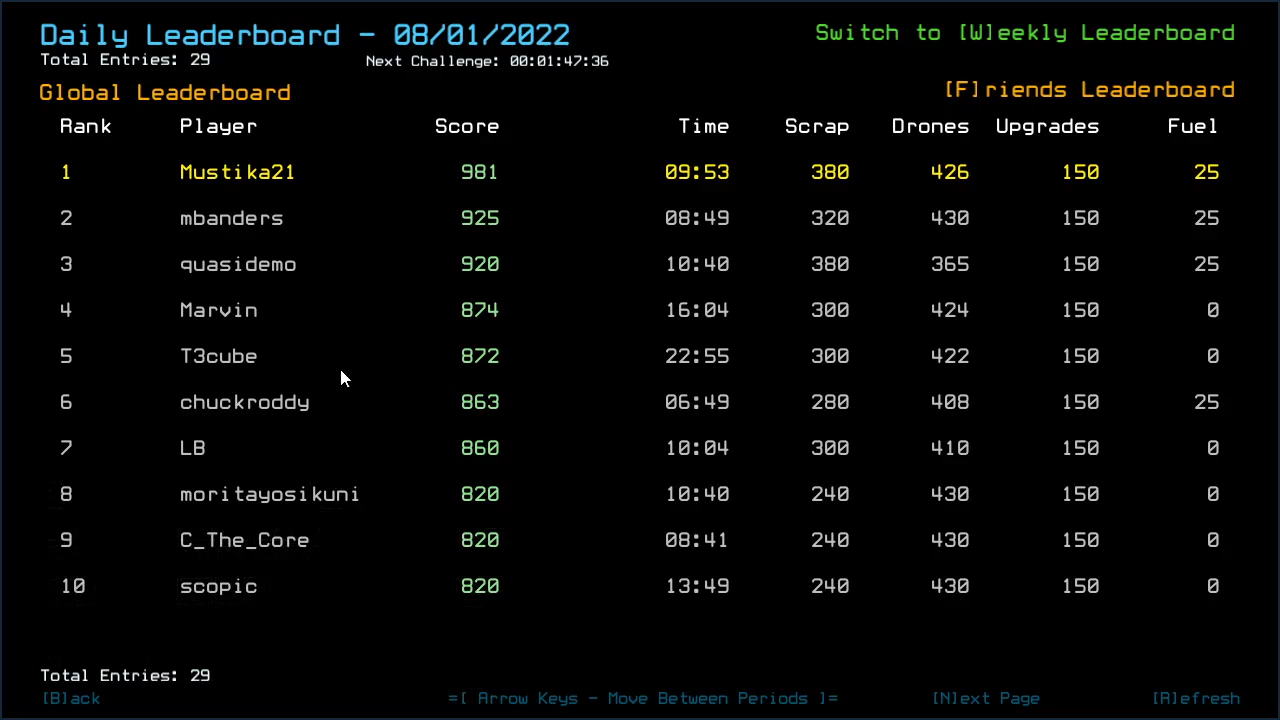 Daily Leaderboard - 08/01/2022
Switch to [W]eekly Leaderboard
Total Entries: 29 Next Challenge: 00:01:47:36
Global Leaderboard [F]riends Leaderboard
Rank Player Score Time Scrap Drones Upgrades Fuel
1 Mustika21 981 09:53 380 426 150 25
2 mbanders 925 08:49 320 430 150 25
3 quasidemo 920 10:40 380 365 150 25
4 Marvin 874 16:04 300 424 150 0
5 T3cube 872 22:55 300 422 150 0
6 chuckroddy 863 06:49 280 408 150 25
7 LB 860 10:04 300 410 150 0
8 moritayosikuni 820 10:40 240 430 150 0
9 C_The_Core 820 08:41 240 430 150 0
10 scopic 820 13:49 240 430 150 0
Total Entries: 29
[B]ack =[ Arrow Keys - Move Between Periods ]= [N]ext Page [R]efresh